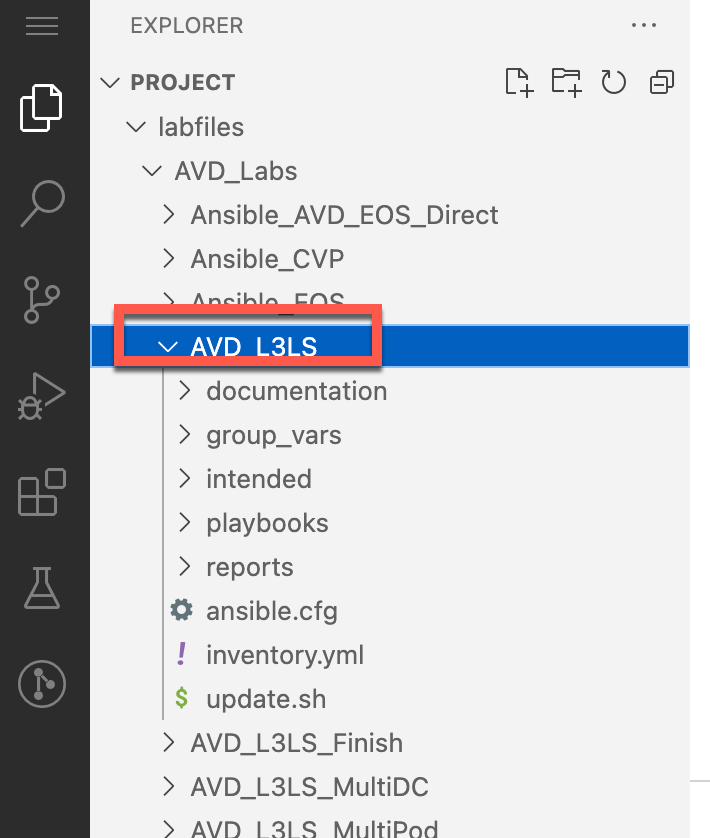 EXPLORER
PROJECT
labfiles
AVD_Labs
Ansible_AVD_EOS_Direct
Ansible_CVP
Ansible_EOS
AVD_L3LS
documentation
group_vars
intended
playbooks
reports
ansible.cfg
! inventory.yml
$ update.sh
AVD_L3LS_Finish
AVD_L3LS_MultiDC
AVD_L3LS_MultiPod